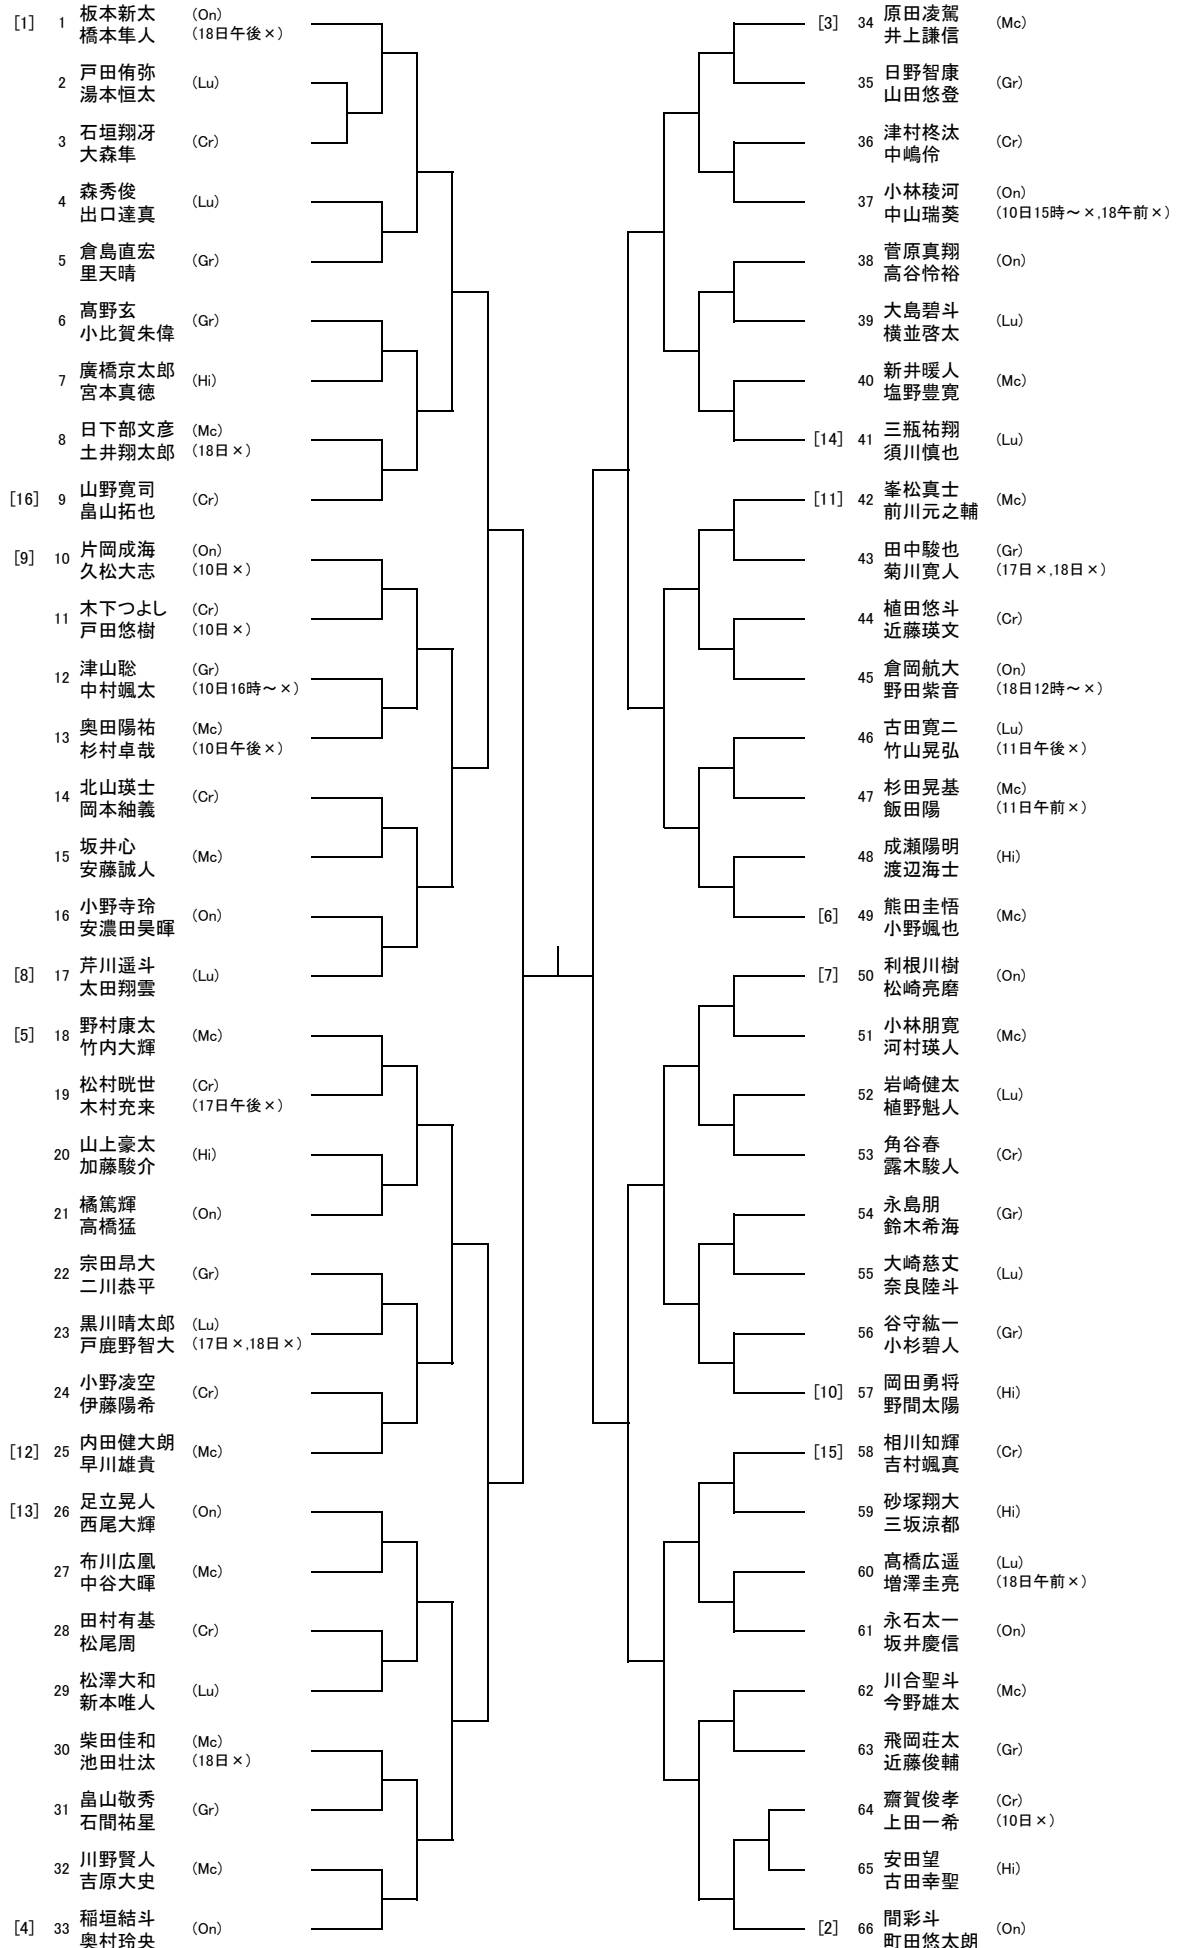 [1] 1 板本新太 (On)
橋本隼人 (18日午後×)
2 戸田侑弥 (Lu)
湯本恒太
3 石垣翔冴 (Cr)
大森隼
4 森秀俊 (Lu)
出口達真
5 倉島直宏 (Gr)
里天晴
6 髙野玄 (Gr)
小比賀朱偉
7 廣橋京太郎 (Hi)
宮本真徳
8 日下部文彦 (Mc)
土井翔太郎 (18日×)
[16] 9 山野寛司 (Cr)
畠山拓也
[9] 10 片岡成海 (On)
久松大志 (10日×)
11 木下つよし (Cr)
戸田悠樹 (10日×)
12 津山聡 (Gr)
中村颯太 (10日16時～×)
13 奥田陽祐 (Mc)
杉村卓哉 (10日午後×)
14 北山瑛士 (Cr)
岡本紬義
15 坂井心 (Mc)
安藤誠人
16 小野寺玲 (On)
安濃田昊暉
[8] 17 芹川遥斗 (Lu)
太田翔雲
[5] 18 野村康太 (Mc)
竹内大輝
19 松村晄世 (Cr)
木村充来 (17日午後×)
20 山上豪太 (Hi)
加藤駿介
21 橘篤輝 (On)
高橋猛
22 宗田昂大 (Gr)
二川恭平
23 黒川晴太郎 (Lu)
戸鹿野智大 (17日×,18日×)
24 小野凌空 (Cr)
伊藤陽希
[12] 25 内田健大朗 (Mc)
早川雄貴
[13] 26 足立晃人 (On)
西尾大輝
27 布川広凰 (Mc)
中谷大暉
28 田村有基 (Cr)
松尾周
29 松澤大和 (Lu)
新本唯人
30 柴田佳和 (Mc)
池田壮汰 (18日×)
31 畠山敬秀 (Gr)
石間祐星
32 川野賢人 (Mc)
吉原大史
[4] 33 稲垣結斗 (On)
奥村玲央
[3] 34 原田凌駕 (Mc)
井上謙信
35 日野智康 (Gr)
山田悠登
36 津村柊汰 (Cr)
中嶋伶
37 小林稜河 (On)
中山瑞葵 (10日15時～×,18午前×)
38 菅原真翔 (On)
高谷怜裕
39 大島碧斗 (Lu)
横並啓太
40 新井暖人 (Mc)
塩野豊寛
[14] 41 三瓶祐翔 (Lu)
須川慎也
[11] 42 峯松真士 (Mc)
前川元之輔
43 田中駿也 (Gr)
菊川寛人 (17日×,18日×)
44 植田悠斗 (Cr)
近藤瑛文
45 倉岡航大 (On)
野田紫音 (18日12時～×)
46 古田寛二 (Lu)
竹山晃弘 (11日午後×)
47 杉田晃基 (Mc)
飯田陽 (11日午前×)
48 成瀬陽明 (Hi)
渡辺海士
[6] 49 熊田圭悟 (Mc)
小野颯也
[7] 50 利根川樹 (On)
松崎亮磨
51 小林朋寛 (Mc)
河村瑛人
52 岩崎健太 (Lu)
植野魁人
53 角谷春 (Cr)
露木駿人
54 永島朋 (Gr)
鈴木希海
55 大崎慈丈 (Lu)
奈良陸斗
56 谷守紘一 (Gr)
小杉碧人
[10] 57 岡田勇将 (Hi)
野間太陽
[15] 58 相川知輝 (Cr)
吉村颯真
59 砂塚翔大 (Hi)
三坂涼都
60 髙橋広遥 (Lu)
増澤圭亮 (18日午前×)
61 永石太一 (On)
坂井慶信
62 川合聖斗 (Mc)
今野雄太
63 飛岡荘太 (Gr)
近藤俊輔
64 齋賀俊孝 (Cr)
上田一希 (10日×)
65 安田望 (Hi)
古田幸聖
[2] 66 間彩斗 (On)
町田悠太朗